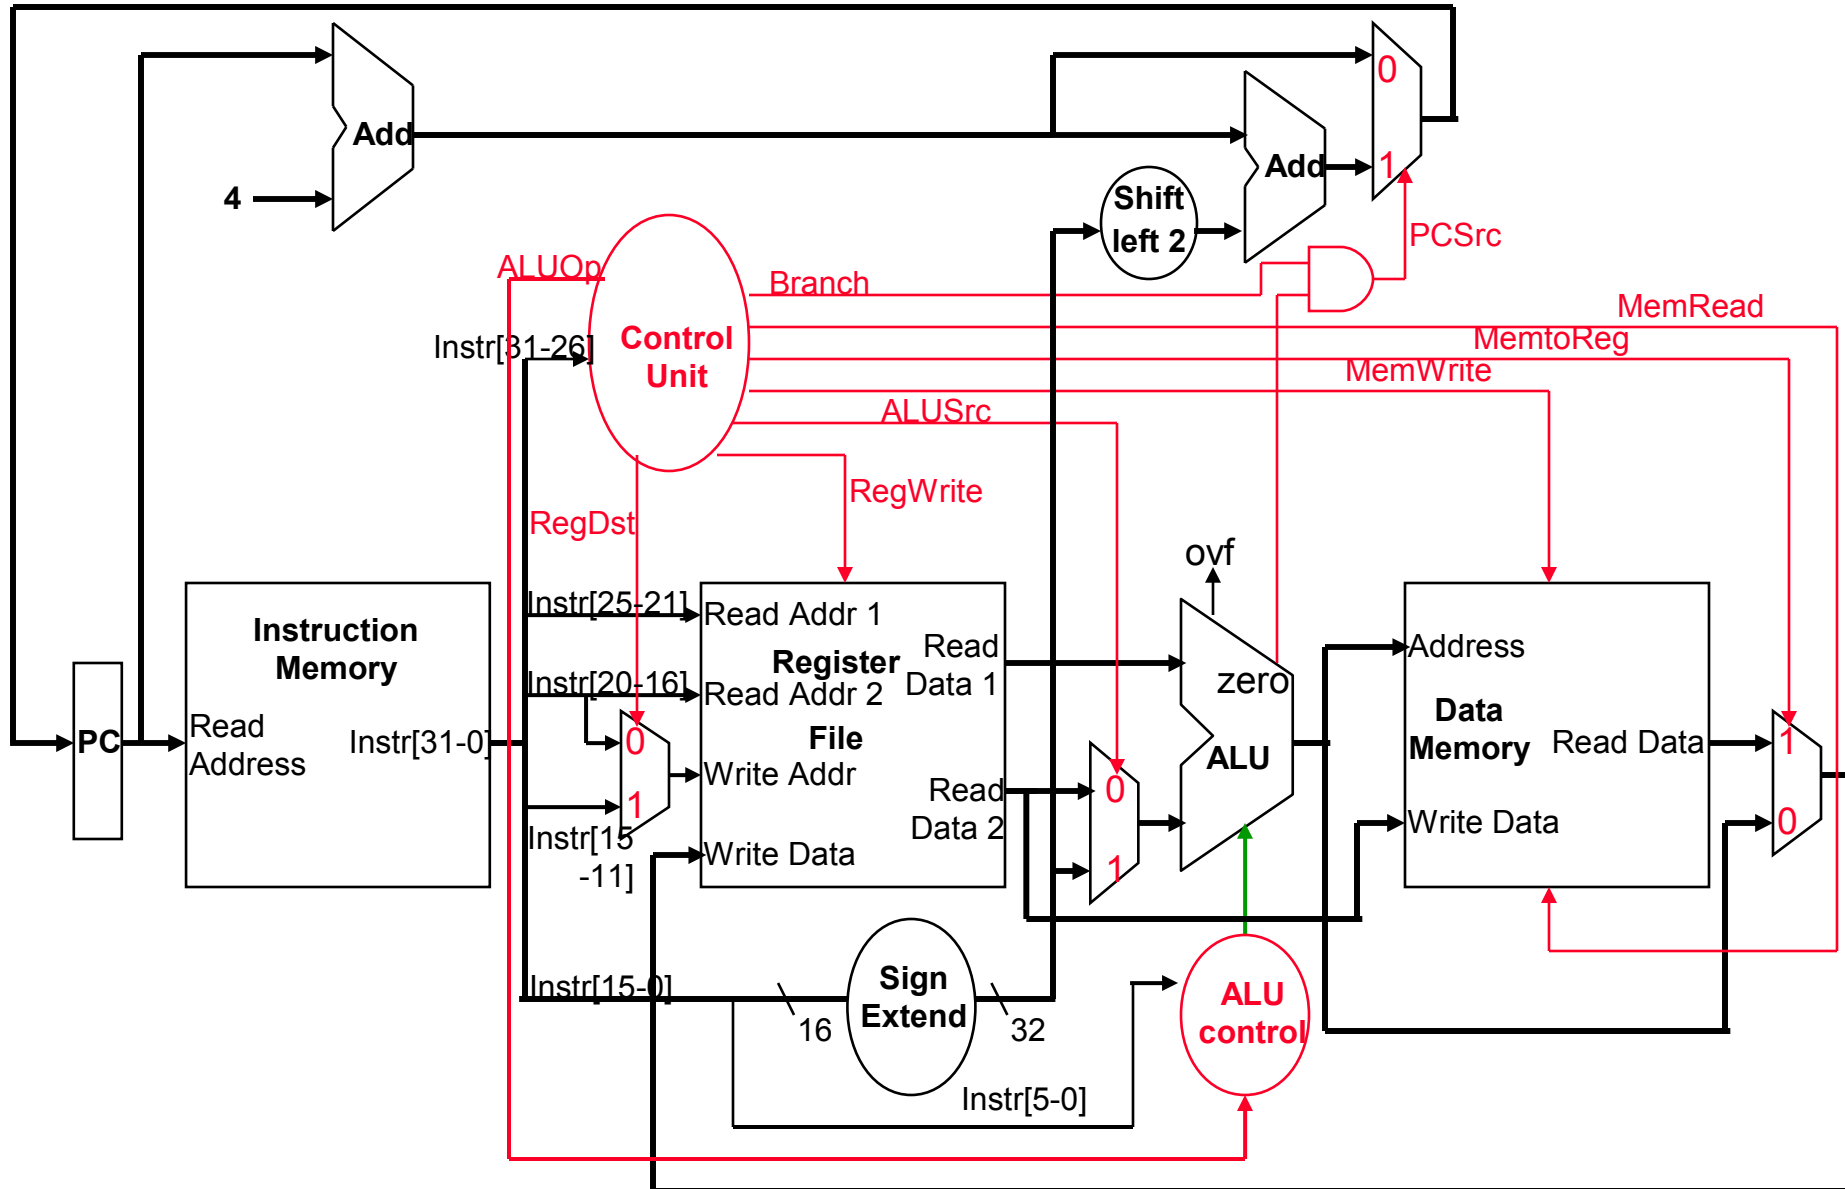 0
Add
Add
1
4
Shift
left 2
PCSrc
ALUOp
Branch
MemRead
Instr[31-26]
Control
Unit
MemtoReg
MemWrite
ALUSrc
RegWrite
RegDst
ovf
Instruction
Memory
Instr[25-21]
Read Addr 1
Register
Read
Data 1
Instr[20-16]
Read Addr 2
zero
Address
Data
Memory
PC
Read
Address
Instr[31-0]
0
File
ALU
Read Data
1
Write Addr
1
Read
Data 2
0
Write Data
0
Instr[15
-11]
Write Data
1
Instr[15-0]
Sign
Extend
16
32
ALU
control
Instr[5-0]